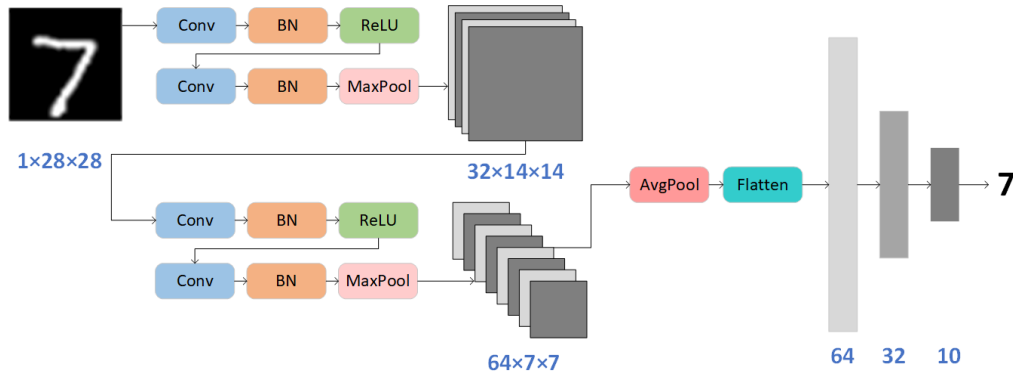 7
Conv BN ReLU
Conv BN MaxPool
1×28×28
32×14×14
Conv BN ReLU
Conv BN MaxPool
64×7×7
AvgPool Flatten
7
64 32 10